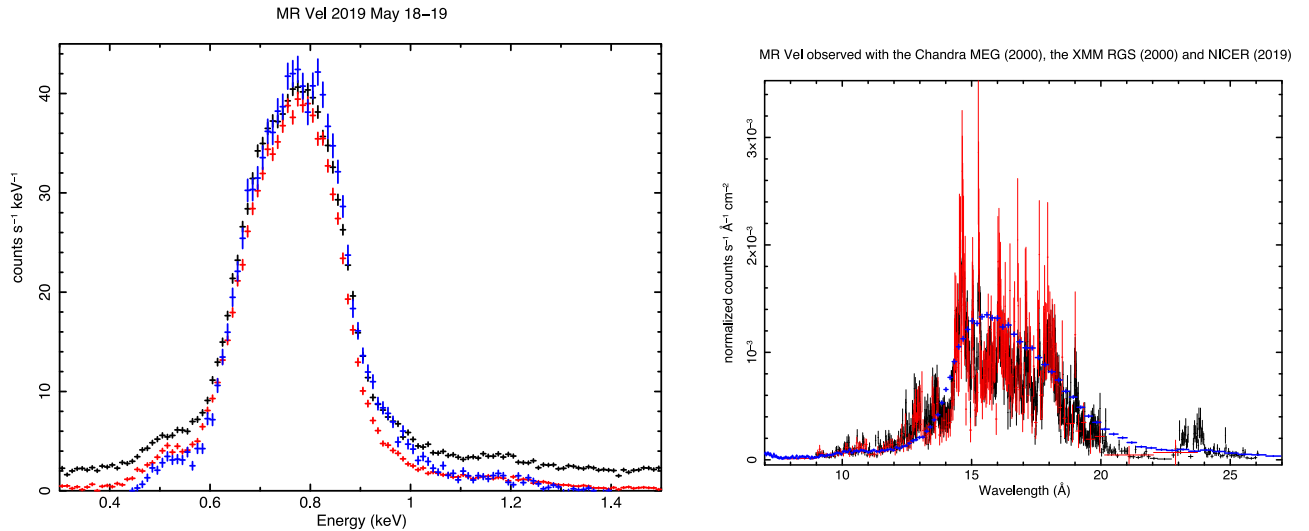 MR Vel 2019 May 18−19
counts s⁻¹ keV⁻¹
40
30
20
10
0
0.4 0.6 0.8 1 1.2 1.4
Energy (keV)
MR Vel observed with the Chandra MEG (2000), the XMM RGS (2000) and NICER (2019)
normalized counts s⁻¹ Å⁻¹ cm⁻²
3×10⁻³
2×10⁻³
10⁻³
0
10 15 20 25
Wavelength (Å)